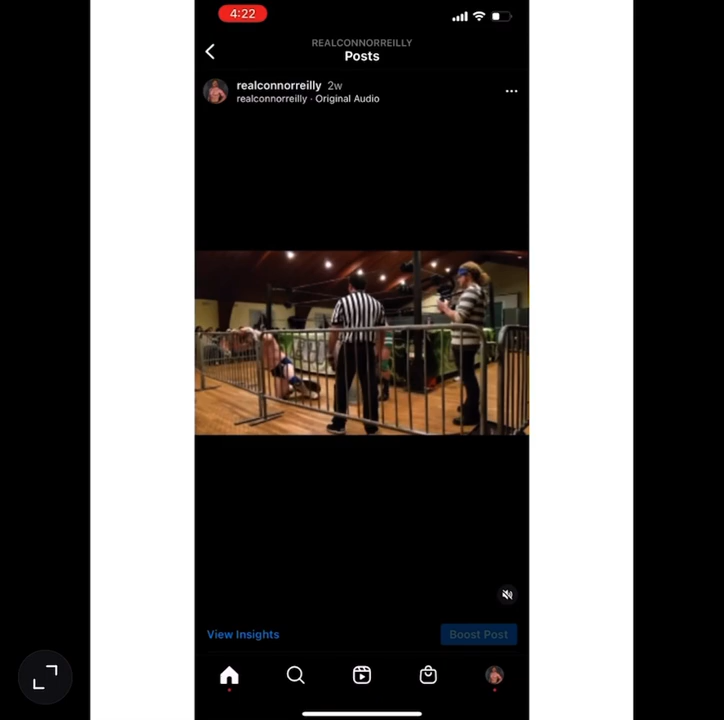 4:22
REALCONNORREILLY
Posts
realconnorreilly 2w
realconnorreilly · Original Audio
View Insights
Boost Post